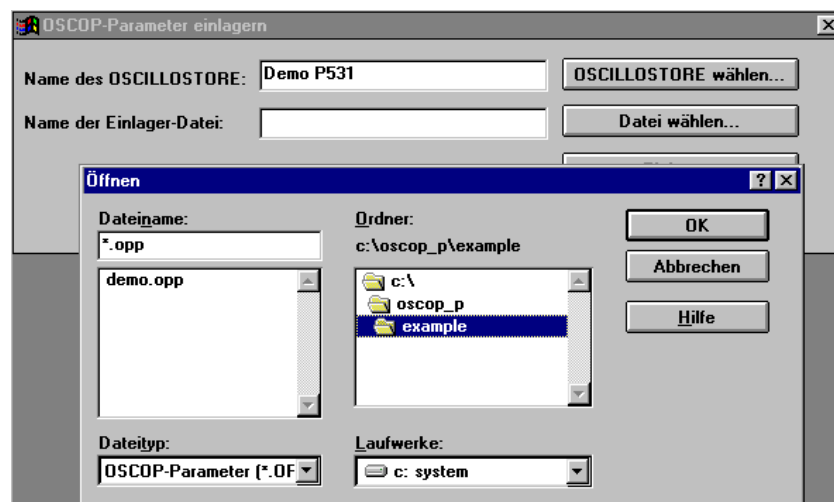 OSCOP-Parameter einlagern
Name des OSCILLOSTORE: Demo P531 OSCILLOSTORE wählen...
Name der Einlager-Datei: Datei wählen...
Öffnen
Dateiname: Ordner: OK
*.opp c:\oscop_p\example
Abbrechen
demo.opp c:\
oscop_p
example
Hilfe
Dateityp: Laufwerke:
OSCOP-Parameter (*.OF c: system